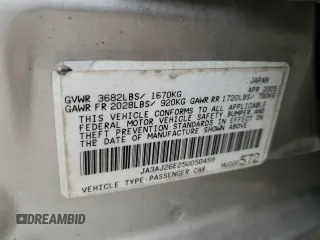 JAPAN
GVWR 3682LBS/ 1670KG APR 2005
GAWR FR 2028LBS/ 920KG GAWR RR 1720LBS/ 780KG
THIS VEHICLE CONFORMS TO ALL APPLICABLE
FEDERAL MOTOR VEHICLE SAFETY BUMPER AND
THEFT PREVENTION STANDARDS IN EFFECT ON
THE DATE OF MANUFACTURE SHOWN ABOVE.
JA3AJ26E25U050459
VEHICLE TYPE:PASSENGER CAR 572
DREAMBID